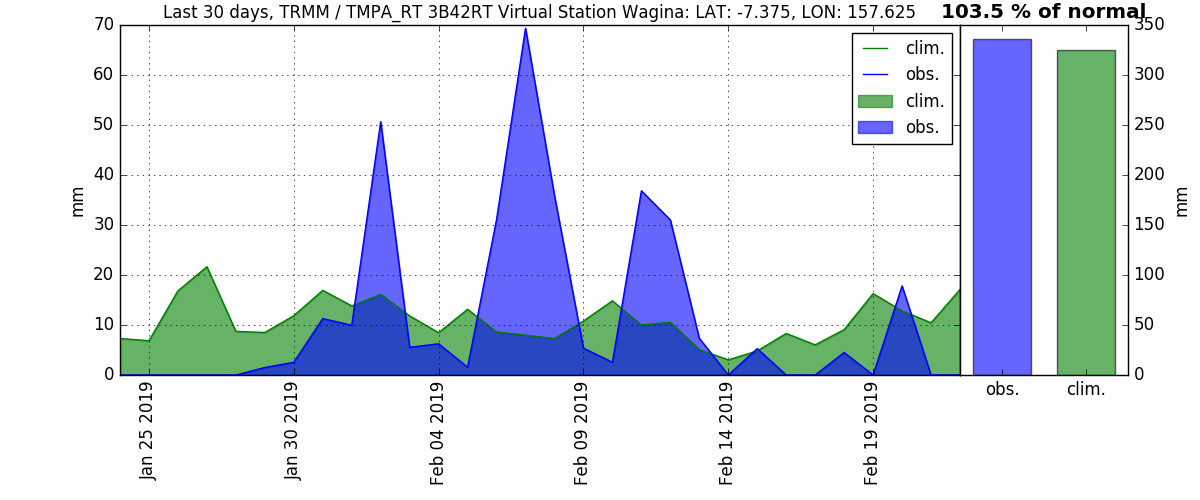 Last 30 days, TRMM / TMPA_RT 3B42RT Virtual Station Wagina: LAT: -7.375, LON: 157.625
103.5 % of normal
70
60
50
40
30
20
10
0
mm
clim.
obs.
clim.
obs.
350
300
250
200
150
100
50
0
mm
Jan 25 2019
Jan 30 2019
Feb 04 2019
Feb 09 2019
Feb 14 2019
Feb 19 2019
obs.
clim.